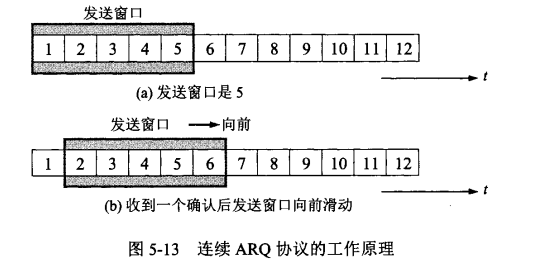 发送窗口
1 2 3 4 5 6 7 8 9 10 11 12
t
(a) 发送窗口是 5
发送窗口 向前
1 2 3 4 5 6 7 8 9 10 11 12
t
(b) 收到一个确认后发送窗口向前滑动
图 5-13 连续 ARQ 协议的工作原理